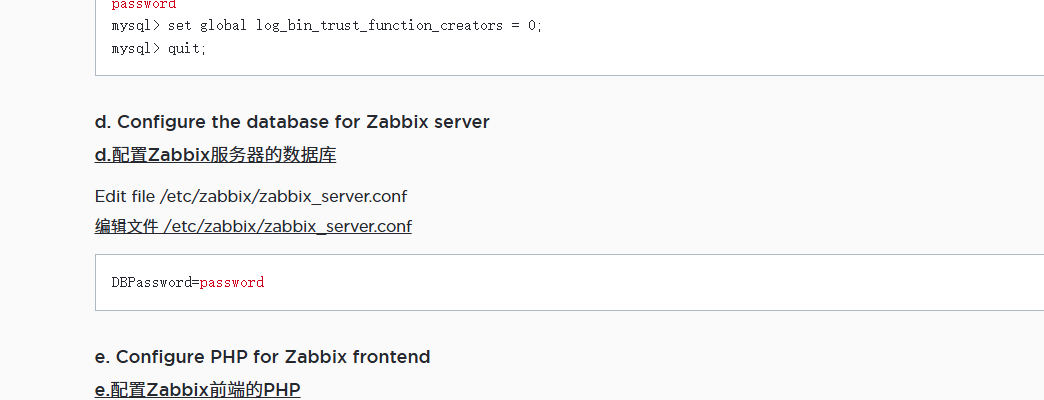 password
mysql> set global log_bin_trust_function_creators = 0;
mysql> quit;
d. Configure the database for Zabbix server
d.配置Zabbix服务器的数据库
Edit file /etc/zabbix/zabbix_server.conf
编辑文件 /etc/zabbix/zabbix_server.conf
DBPassword=password
e. Configure PHP for Zabbix frontend
e.配置Zabbix前端的PHP